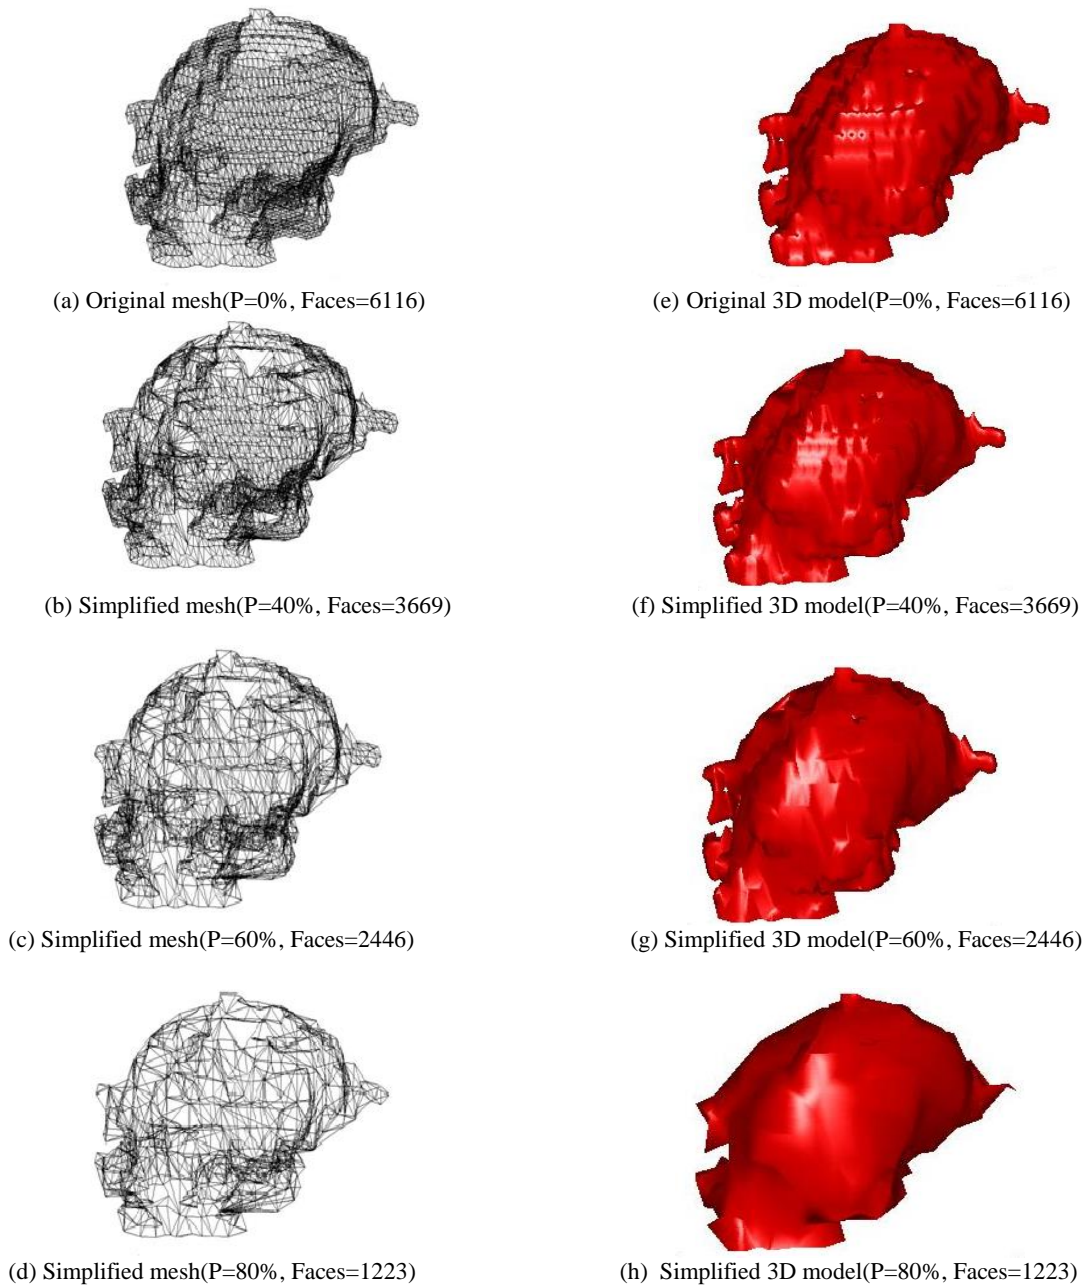 (a) Original mesh(P=0%, Faces=6116)
(e) Original 3D model(P=0%, Faces=6116)
(b) Simplified mesh(P=40%, Faces=3669)
(f) Simplified 3D model(P=40%, Faces=3669)
(c) Simplified mesh(P=60%, Faces=2446)
(g) Simplified 3D model(P=60%, Faces=2446)
(d) Simplified mesh(P=80%, Faces=1223)
(h) Simplified 3D model(P=80%, Faces=1223)